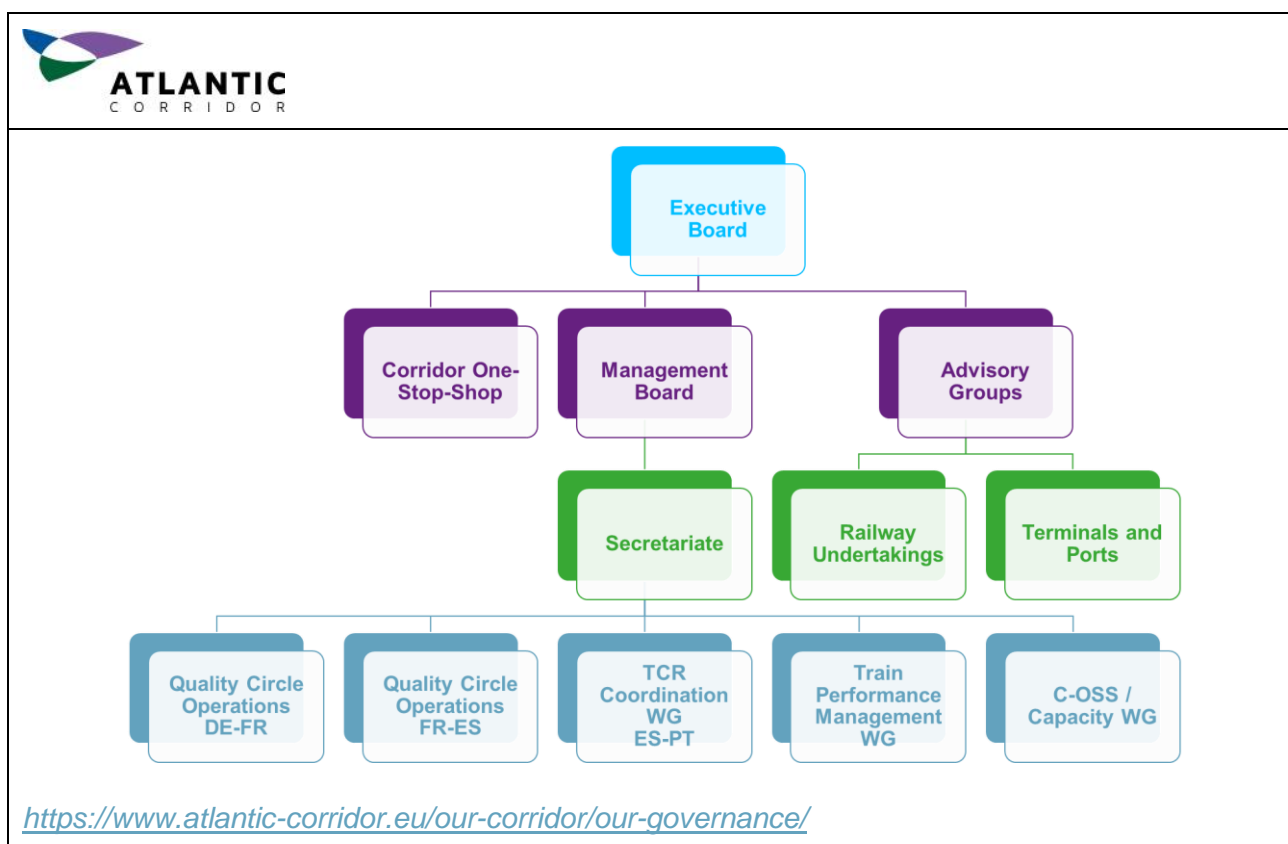 ATLANTIC
CORRIDOR
Executive
Board
Corridor One-
Stop-Shop
Management
Board
Advisory
Groups
Secretariate
Railway
Undertakings
Terminals and
Ports
Quality Circle
Operations
DE-FR
Quality Circle
Operations
FR-ES
TCR
Coordination
WG
ES-PT
Train
Performance
Management
WG
C-OSS /
Capacity WG
https://www.atlantic-corridor.eu/our-corridor/our-governance/